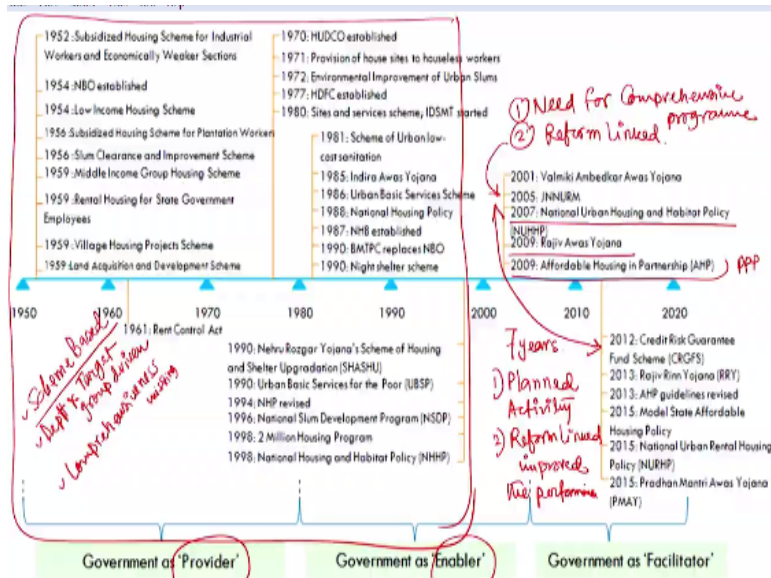 1952: Subsidized Housing Scheme for Industrial
Workers and Economically Weaker Sections
1954: NBO established
1954: Low Income Housing Scheme
1956: Subsidized Housing Scheme for Plantation Workers
1956: Slum Clearance and Improvement Scheme
1959: Middle Income Group Housing Scheme
1959: Rental Housing for State Government
Employees
1959: Village Housing Projects Scheme
1959: Land Acquisition and Development Scheme
1970: HUDCO established
1971: Provision of house sites to houseless workers
1972: Environmental Improvement of Urban Slums
1977: HDFC established
1980: Sites and services scheme, IDSMT started
1981: Scheme of Urban low-
cost sanitation
1985: Indira Awas Yojana
1986: Urban Basic Services Scheme
1988: National Housing Policy
1987: NHB established
1990: BMTPC replaces NBO
1990: Night shelter scheme
① Need for Comprehensive
programme
② Reform Linked.
2001: Valmiki Ambedkar Awas Yojana
2005: JNNURM
2007: National Urban Housing and Habitat Policy
(NUHHP)
2009: Rajiv Awas Yojana
2009: Affordable Housing in Partnership (AHP)
PPP
1950 1960 1970 1980 1990 2000 2010 2020
1961: Rent Control Act
Scheme Based
Dept & Target
group driven
Comprehensiveness
missing
1990: Nehru Rozgar Yojana's Scheme of Housing
and Shelter Upgradation (SHASHU)
1990: Urban Basic Services for the Poor (UBSP)
1994: NHP revised
1996: National Slum Development Program (NSDP)
1998: 2 Million Housing Program
1998: National Housing and Habitat Policy (NHHP)
7 years
1) Planned
Activity
2) Reform Linked
improved
the
2012: Credit Risk Guarantee
Fund Scheme (CRGFS)
2013: Rajiv Rinn Yojana (RRY)
2013: AHP guidelines revised
2015: Model State Affordable
Housing Policy
2015: National Urban Rental Housing
Policy (NURHP)
2015: Pradhan Mantri Awas Yojana
(PMAY)
Government as 'Provider'
Government as 'Enabler'
Government as 'Facilitator'